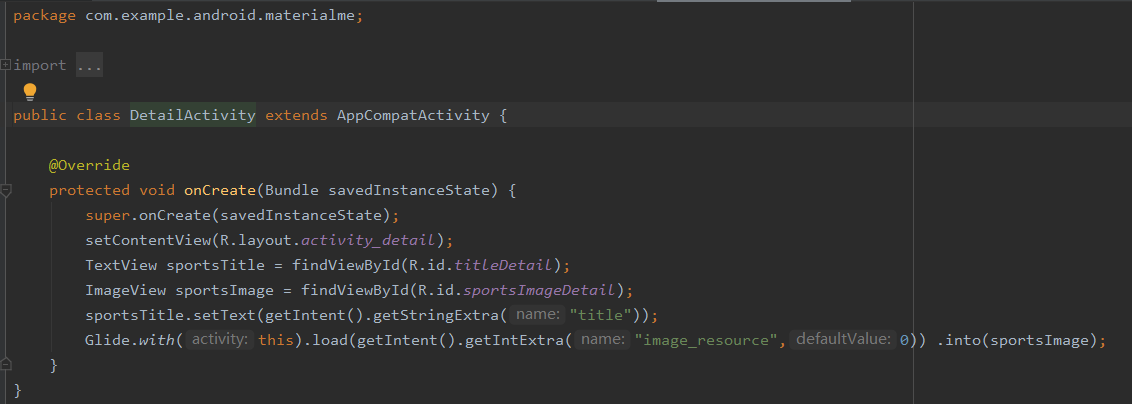 package com.example.android.materialme;
import ...
public class DetailActivity extends AppCompatActivity {
@Override
protected void onCreate(Bundle savedInstanceState) {
super.onCreate(savedInstanceState);
setContentView(R.layout.activity_detail);
TextView sportsTitle = findViewById(R.id.titleDetail);
ImageView sportsImage = findViewById(R.id.sportsImageDetail);
sportsTitle.setText(getIntent().getStringExtra( name: "title"));
Glide.with( activity: this).load(getIntent().getIntExtra( name: "image_resource", defaultValue: 0)) .into(sportsImage);
}
}